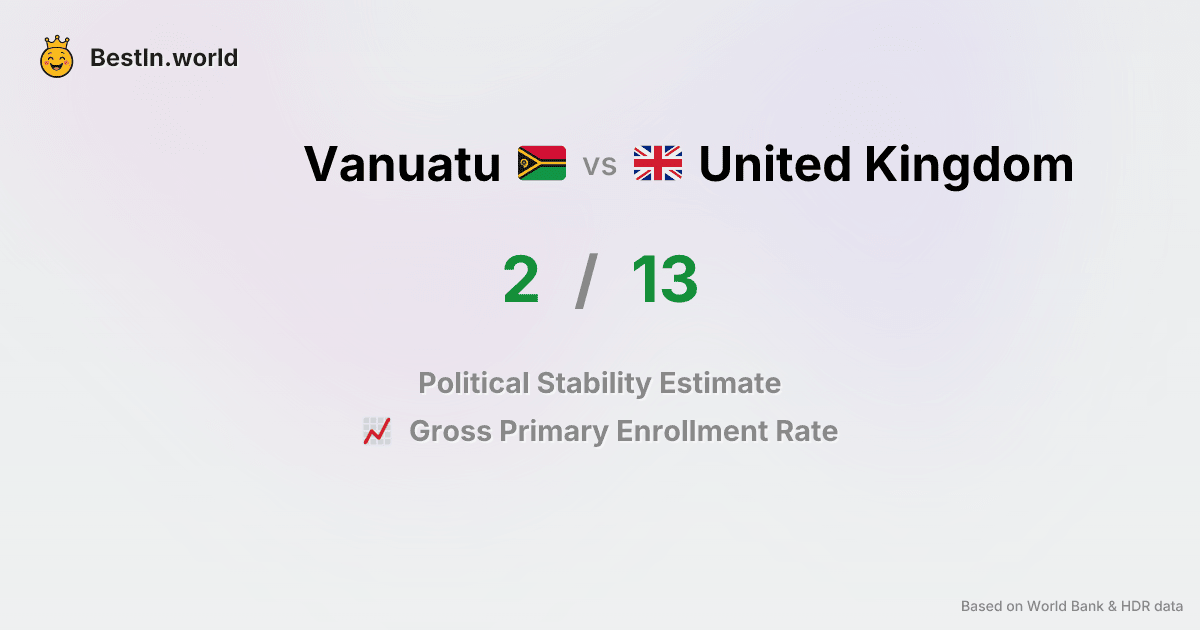 BestIn.world
Vanuatu vs United Kingdom
2 / 13
Political Stability Estimate
Gross Primary Enrollment Rate
Based on World Bank & HDR data